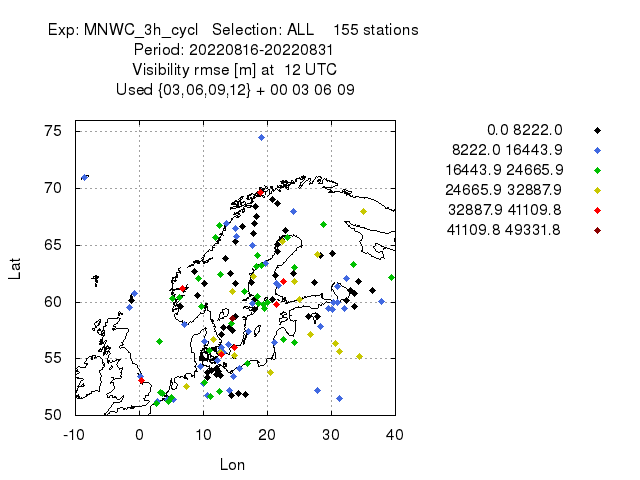 Exp: MNWC_3h_cycl Selection: ALL 155 stations
Period: 20220816-20220831
Visibility rmse [m] at 12 UTC
Used {03,06,09,12} + 00 03 06 09
0.0 8222.0
8222.0 16443.9
16443.9 24665.9
24665.9 32887.9
32887.9 41109.8
41109.8 49331.8
75
70
65
60
55
50
Lat
-10 0 10 20 30 40
Lon